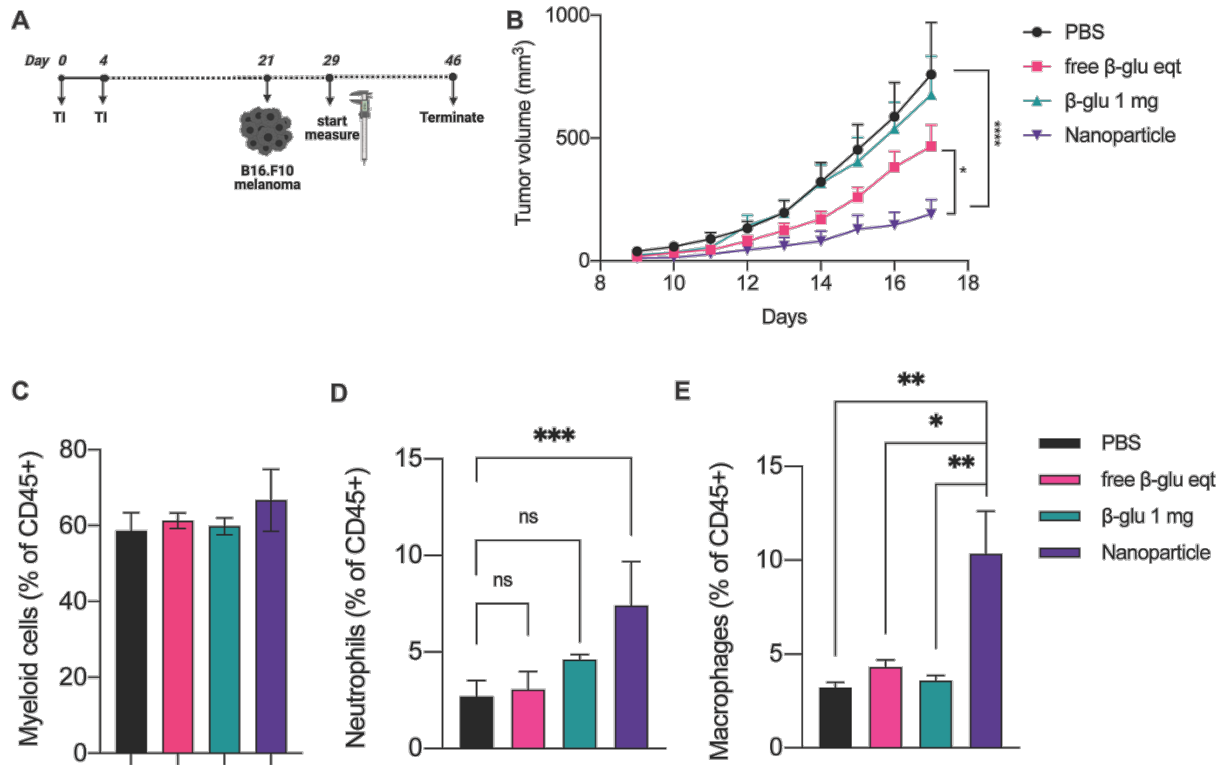 A
Day 0 4 21 29 46
TI TI
start
measure
Terminate
B16.F10
melanoma
B
Tumor volume (mm³)
1000
500
0
8 10 12 14 16 18
Days
*
****
PBS
free β-glu eqt
β-glu 1 mg
Nanoparticle
C
Myeloid cells (% of CD45+)
80
60
40
20
0
D
Neutrophils (% of CD45+)
15
10
5
0
***
ns
ns
E
Macrophages (% of CD45+)
15
10
5
0
**
*
**
PBS
free β-glu eqt
β-glu 1 mg
Nanoparticle